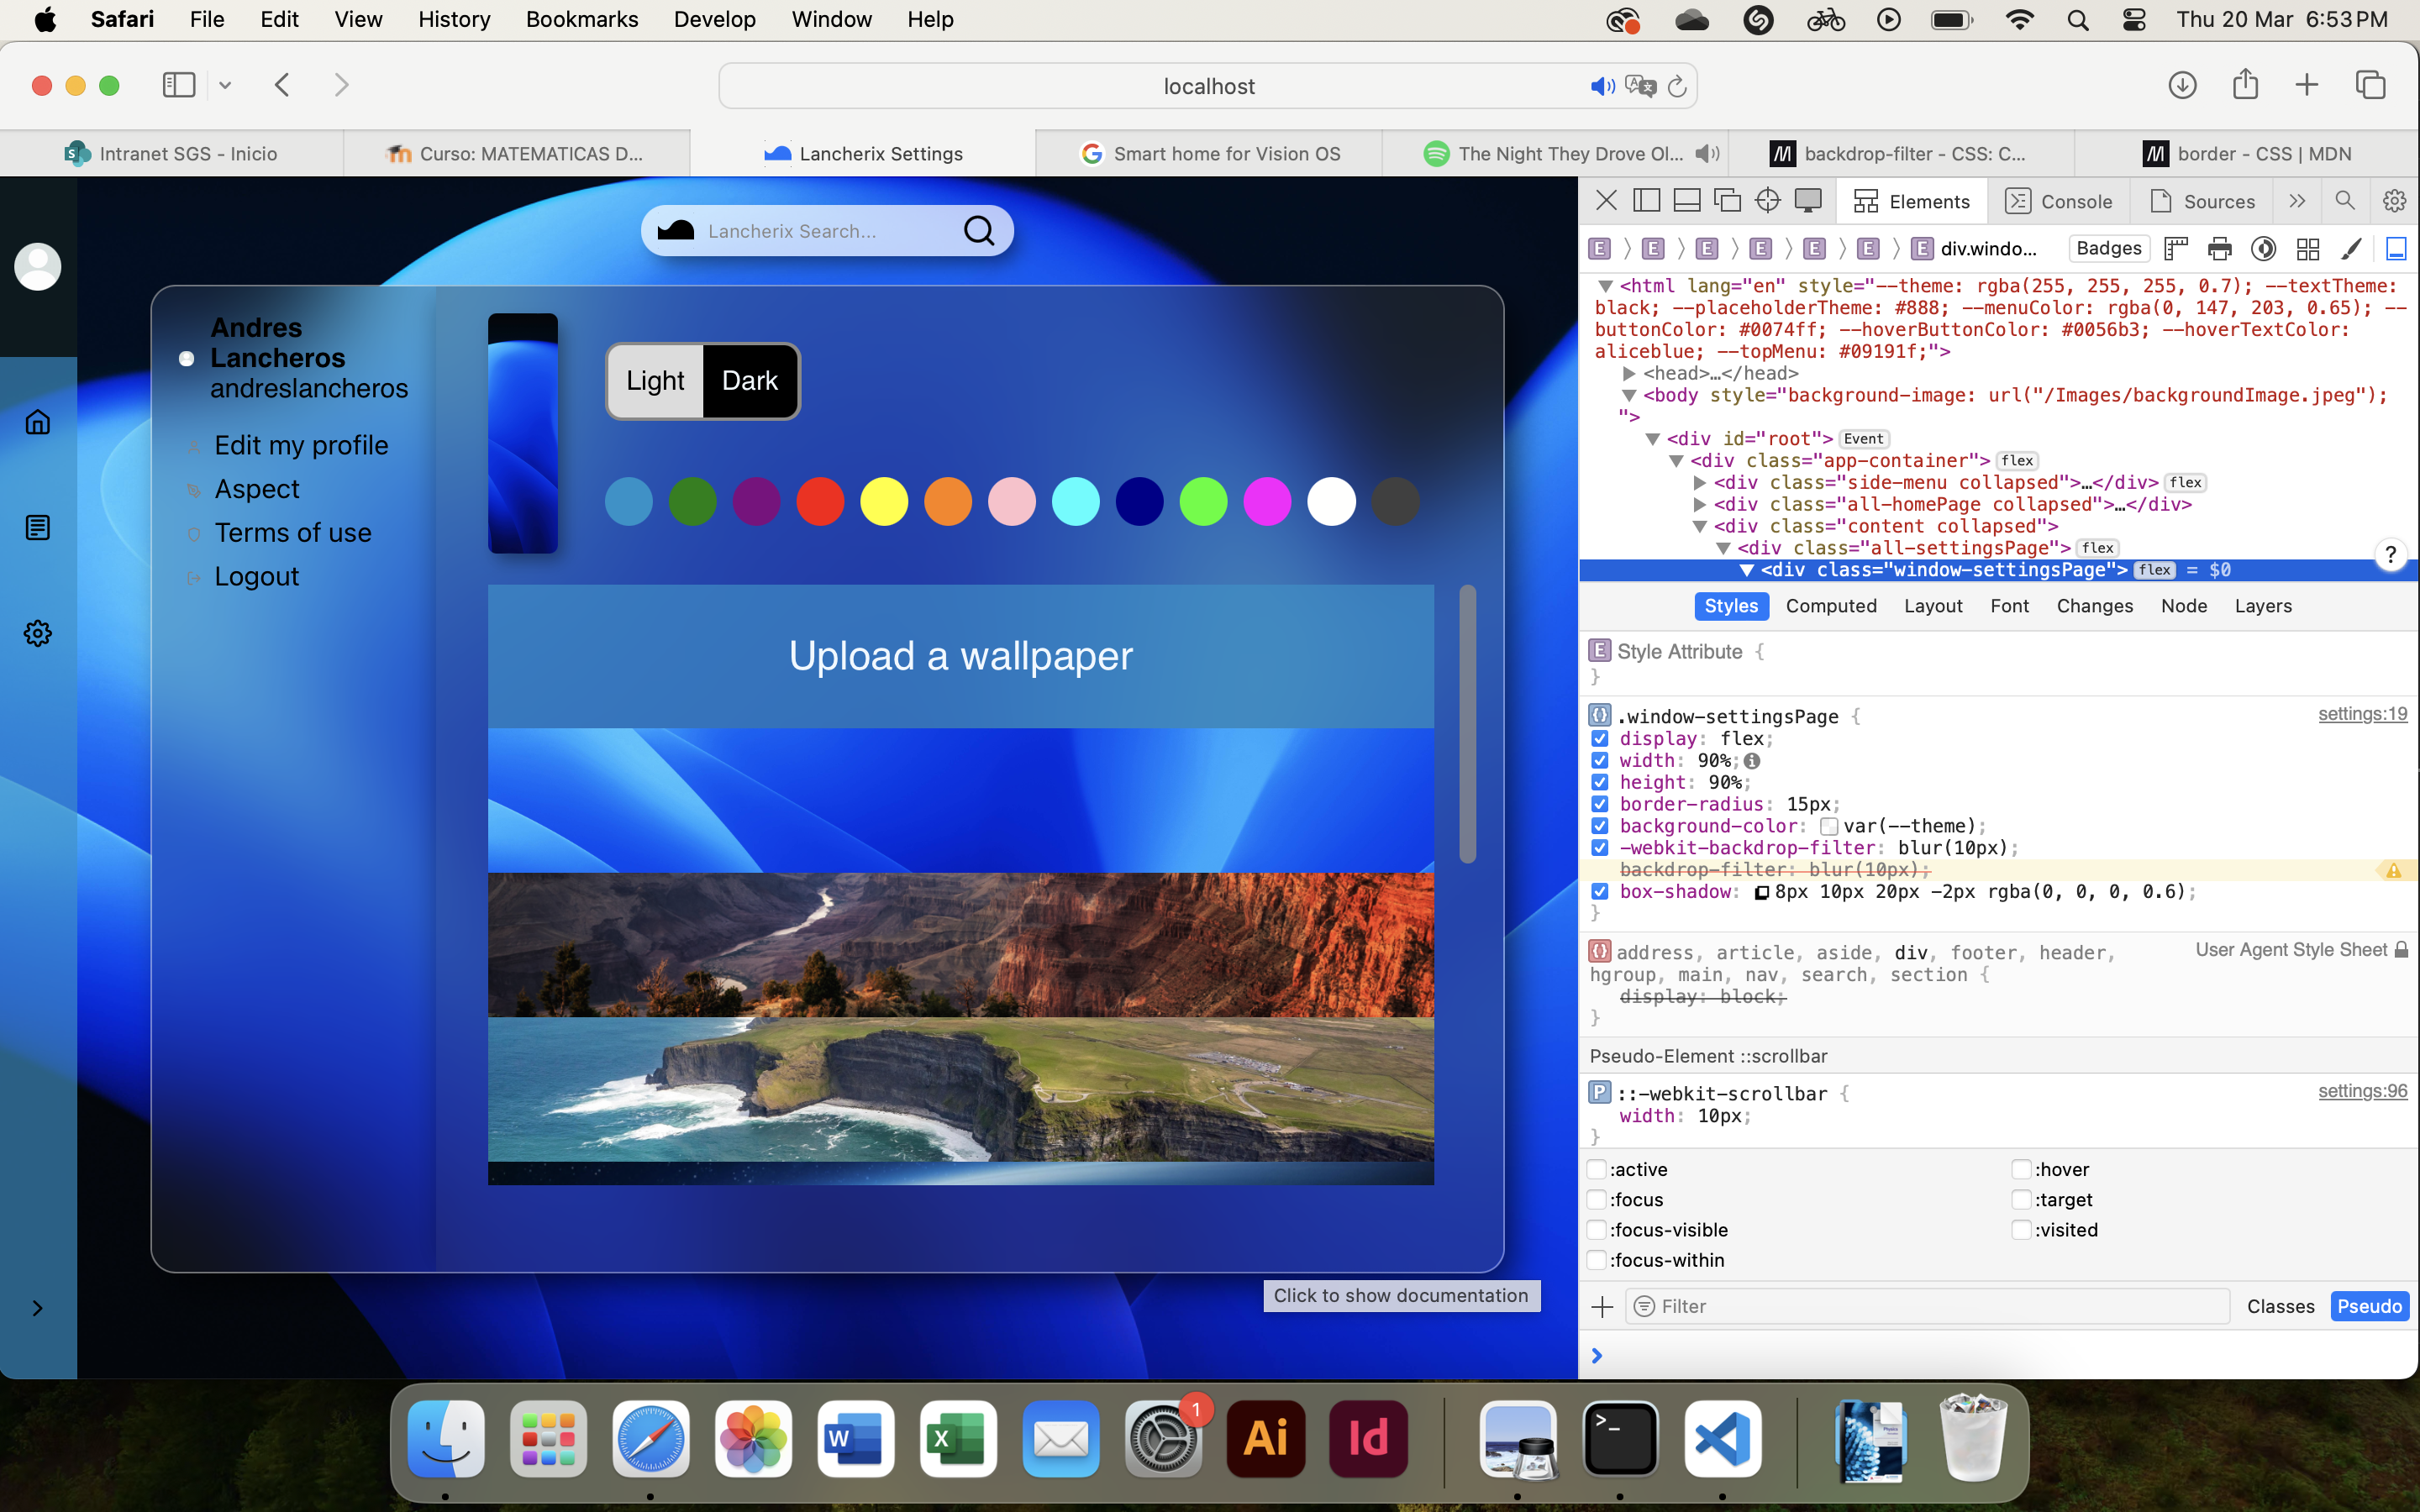 Safari File Edit View History Bookmarks Develop Window Help
Thu 20 Mar 6:53 PM
localhost
Intranet SGS - Inicio
Curso: MATEMATICAS D...
Lancherix Settings
Smart home for Vision OS
The Night They Drove Ol...
backdrop-filter - CSS: C...
border - CSS | MDN
Lancherix Search...
Andres
Lancheros
andreslancheros
Edit my profile
Aspect
Terms of use
Logout
Light Dark
Upload a wallpaper
Click to show documentation
Elements Console Sources
E E E E E E E div.windo... Badges
<html lang="en" style="--theme: rgba(255, 255, 255, 0.7); --textTheme:
black; --placeholderTheme: #888; --menuColor: rgba(0, 147, 203, 0.65); --
buttonColor: #0074ff; --hoverButtonColor: #0056b3; --hoverTextColor:
aliceblue; --topMenu: #09191f;">
<head>…</head>
<body style="background-image: url("/Images/backgroundImage.jpeg");
">
<div id="root"> Event
<div class="app-container"> flex
<div class="side-menu collapsed">…</div> flex
<div class="all-homePage collapsed">…</div>
<div class="content collapsed">
<div class="all-settingsPage"> flex
?
<div class="window-settingsPage"> flex = $0
Styles Computed Layout Font Changes Node Layers
E Style Attribute {
}
.window-settingsPage { settings:19
display: flex;
width: 90%;
height: 90%;
border-radius: 15px;
background-color: var(--theme);
-webkit-backdrop-filter: blur(10px);
backdrop-filter: blur(10px);
box-shadow: 8px 10px 20px -2px rgba(0, 0, 0, 0.6);
}
address, article, aside, div, footer, header, User Agent Style Sheet
hgroup, main, nav, search, section {
display: block;
}
Pseudo-Element ::scrollbar
P ::-webkit-scrollbar { settings:96
width: 10px;
}
:active :hover
:focus :target
:focus-visible :visited
:focus-within
Filter Classes Pseudo
W X 1 Ai >_ Id